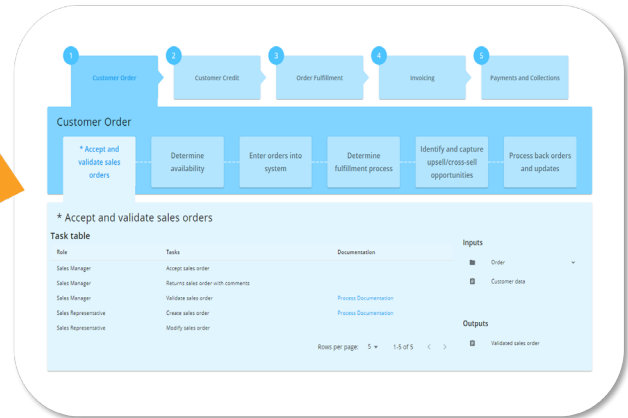 1
2
3
4
5
Customer Order
Customer Credit
Order Fulfillment
Invoicing
Payments and Collections
Customer Order
* Accept and
validate sales
orders
Determine
availability
Enter orders into
system
Determine
fulfillment process
Identify and capture
upsell/cross-sell
opportunities
Process back orders
and updates
* Accept and validate sales orders
Task table
Role Tasks Documentation
Sales Manager Accept sales order
Sales Manager Returns sales order with comments
Sales Manager Validate sales order Process Documentation
Sales Representative Create sales order Process Documentation
Sales Representative Modify sales order
Rows per page: 5 1-5 of 5
Inputs
Order
Customer data
Outputs
Validated sales order